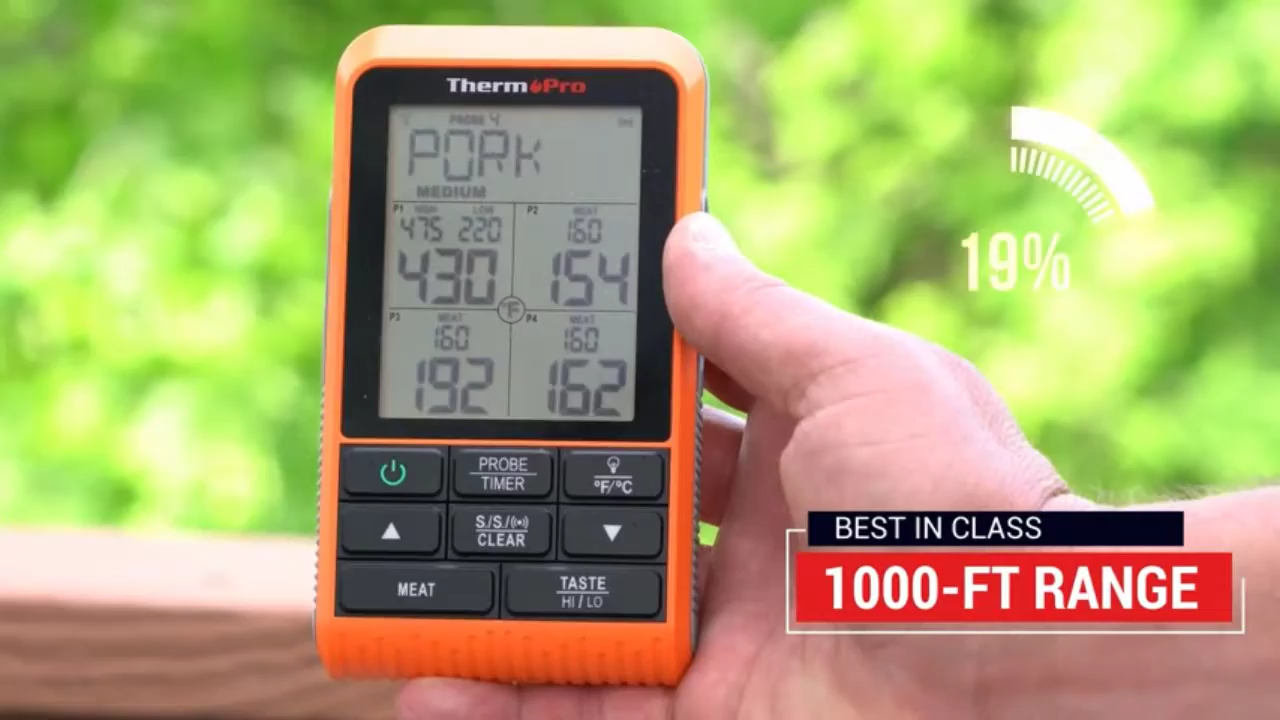 ThermPro
PROBE 4
PORK
MEDIUM
P1 HIGH LOW P2 MEAT
475 220 160
430 154
°F
P3 MEAT P4 MEAT
160 160
192 162
19%
PROBE
TIMER
°F/°C
S./S./
CLEAR
MEAT
TASTE
HI / LO
BEST IN CLASS
1000-FT RANGE